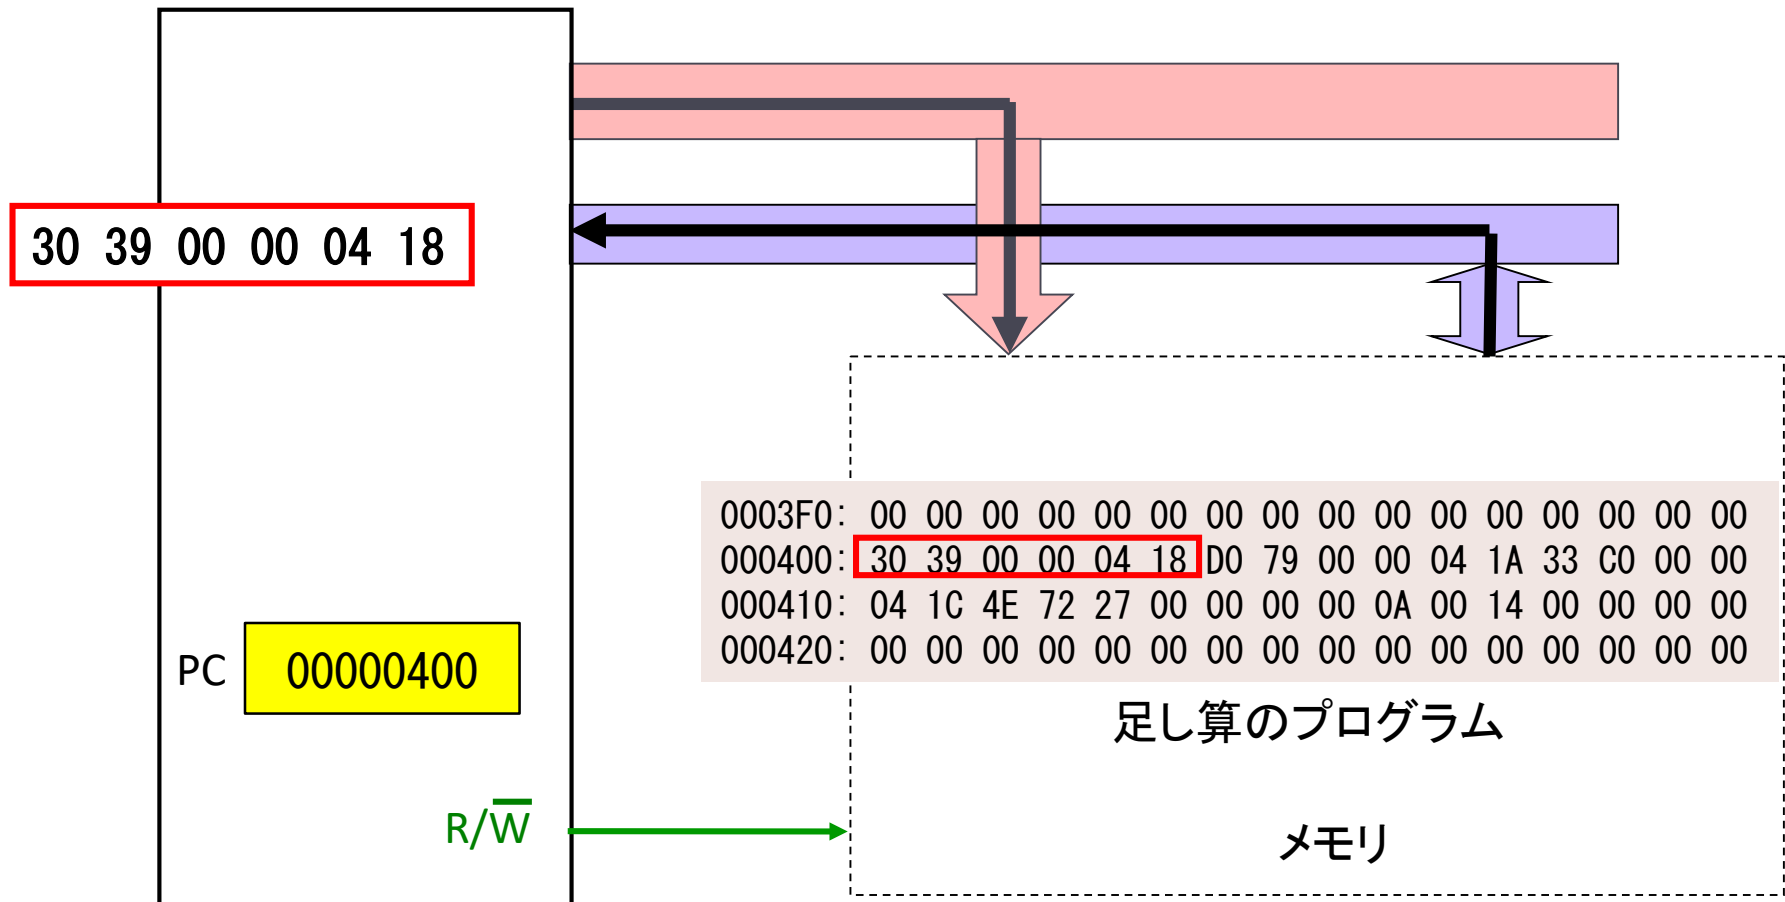 30 39 00 00 04 18
0003F0: 00 00 00 00 00 00 00 00 00 00 00 00 00 00 00 00
000400: 30 39 00 00 04 18 D0 79 00 00 04 1A 33 C0 00 00
000410: 04 1C 4E 72 27 00 00 00 00 0A 00 14 00 00 00 00
000420: 00 00 00 00 00 00 00 00 00 00 00 00 00 00 00 00
PC 00000400
足し算のプログラム
R/W̅
メモリ